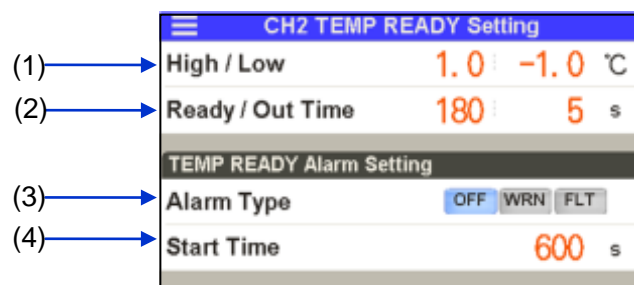 CH2 TEMP READY Setting
(1) High / Low 1.0 -1.0 ℃
(2) Ready / Out Time 180 5 s
TEMP READY Alarm Setting
(3) Alarm Type OFF WRN FLT
(4) Start Time 600 s